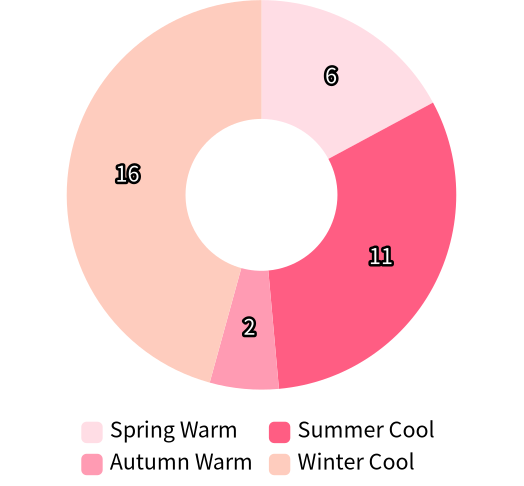 6
16
11
2
Spring Warm
Summer Cool
Autumn Warm
Winter Cool